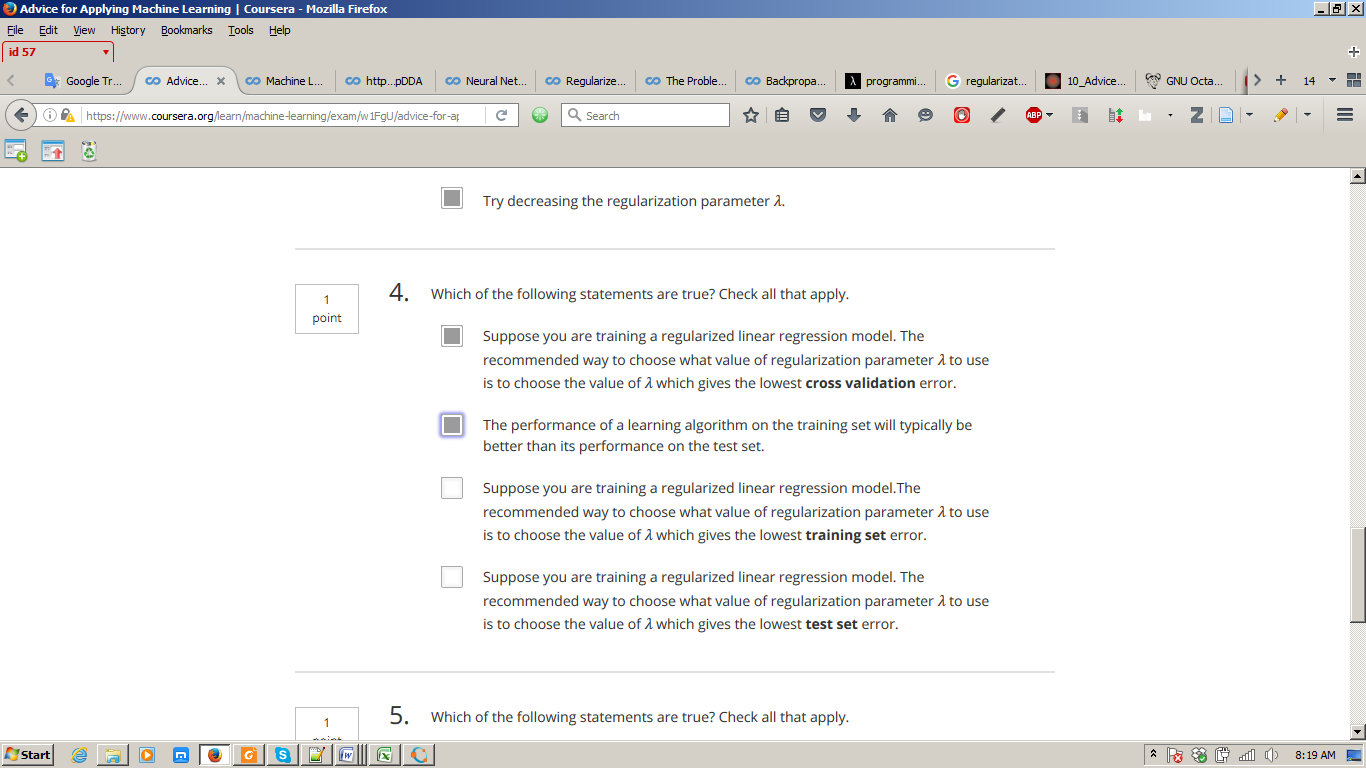 Advice for Applying Machine Learning | Coursera - Mozilla Firefox
File Edit View History Bookmarks Tools Help
id 57
Google Tr... Advice... Machine L... http...pDDA Neural Net... Regularize... The Proble... Backpropa... programmi... regularizat... 10_Advice... GNU Octa... 14
https://www.coursera.org/learn/machine-learning/exam/w1FgU/advice-for-ap Search ABP
Try decreasing the regularization parameter λ.
1
point
4. Which of the following statements are true? Check all that apply.
Suppose you are training a regularized linear regression model. The
recommended way to choose what value of regularization parameter λ to use
is to choose the value of λ which gives the lowest cross validation error.
The performance of a learning algorithm on the training set will typically be
better than its performance on the test set.
Suppose you are training a regularized linear regression model.The
recommended way to choose what value of regularization parameter λ to use
is to choose the value of λ which gives the lowest training set error.
Suppose you are training a regularized linear regression model. The
recommended way to choose what value of regularization parameter λ to use
is to choose the value of λ which gives the lowest test set error.
1
point
5. Which of the following statements are true? Check all that apply.
Start 8:19 AM